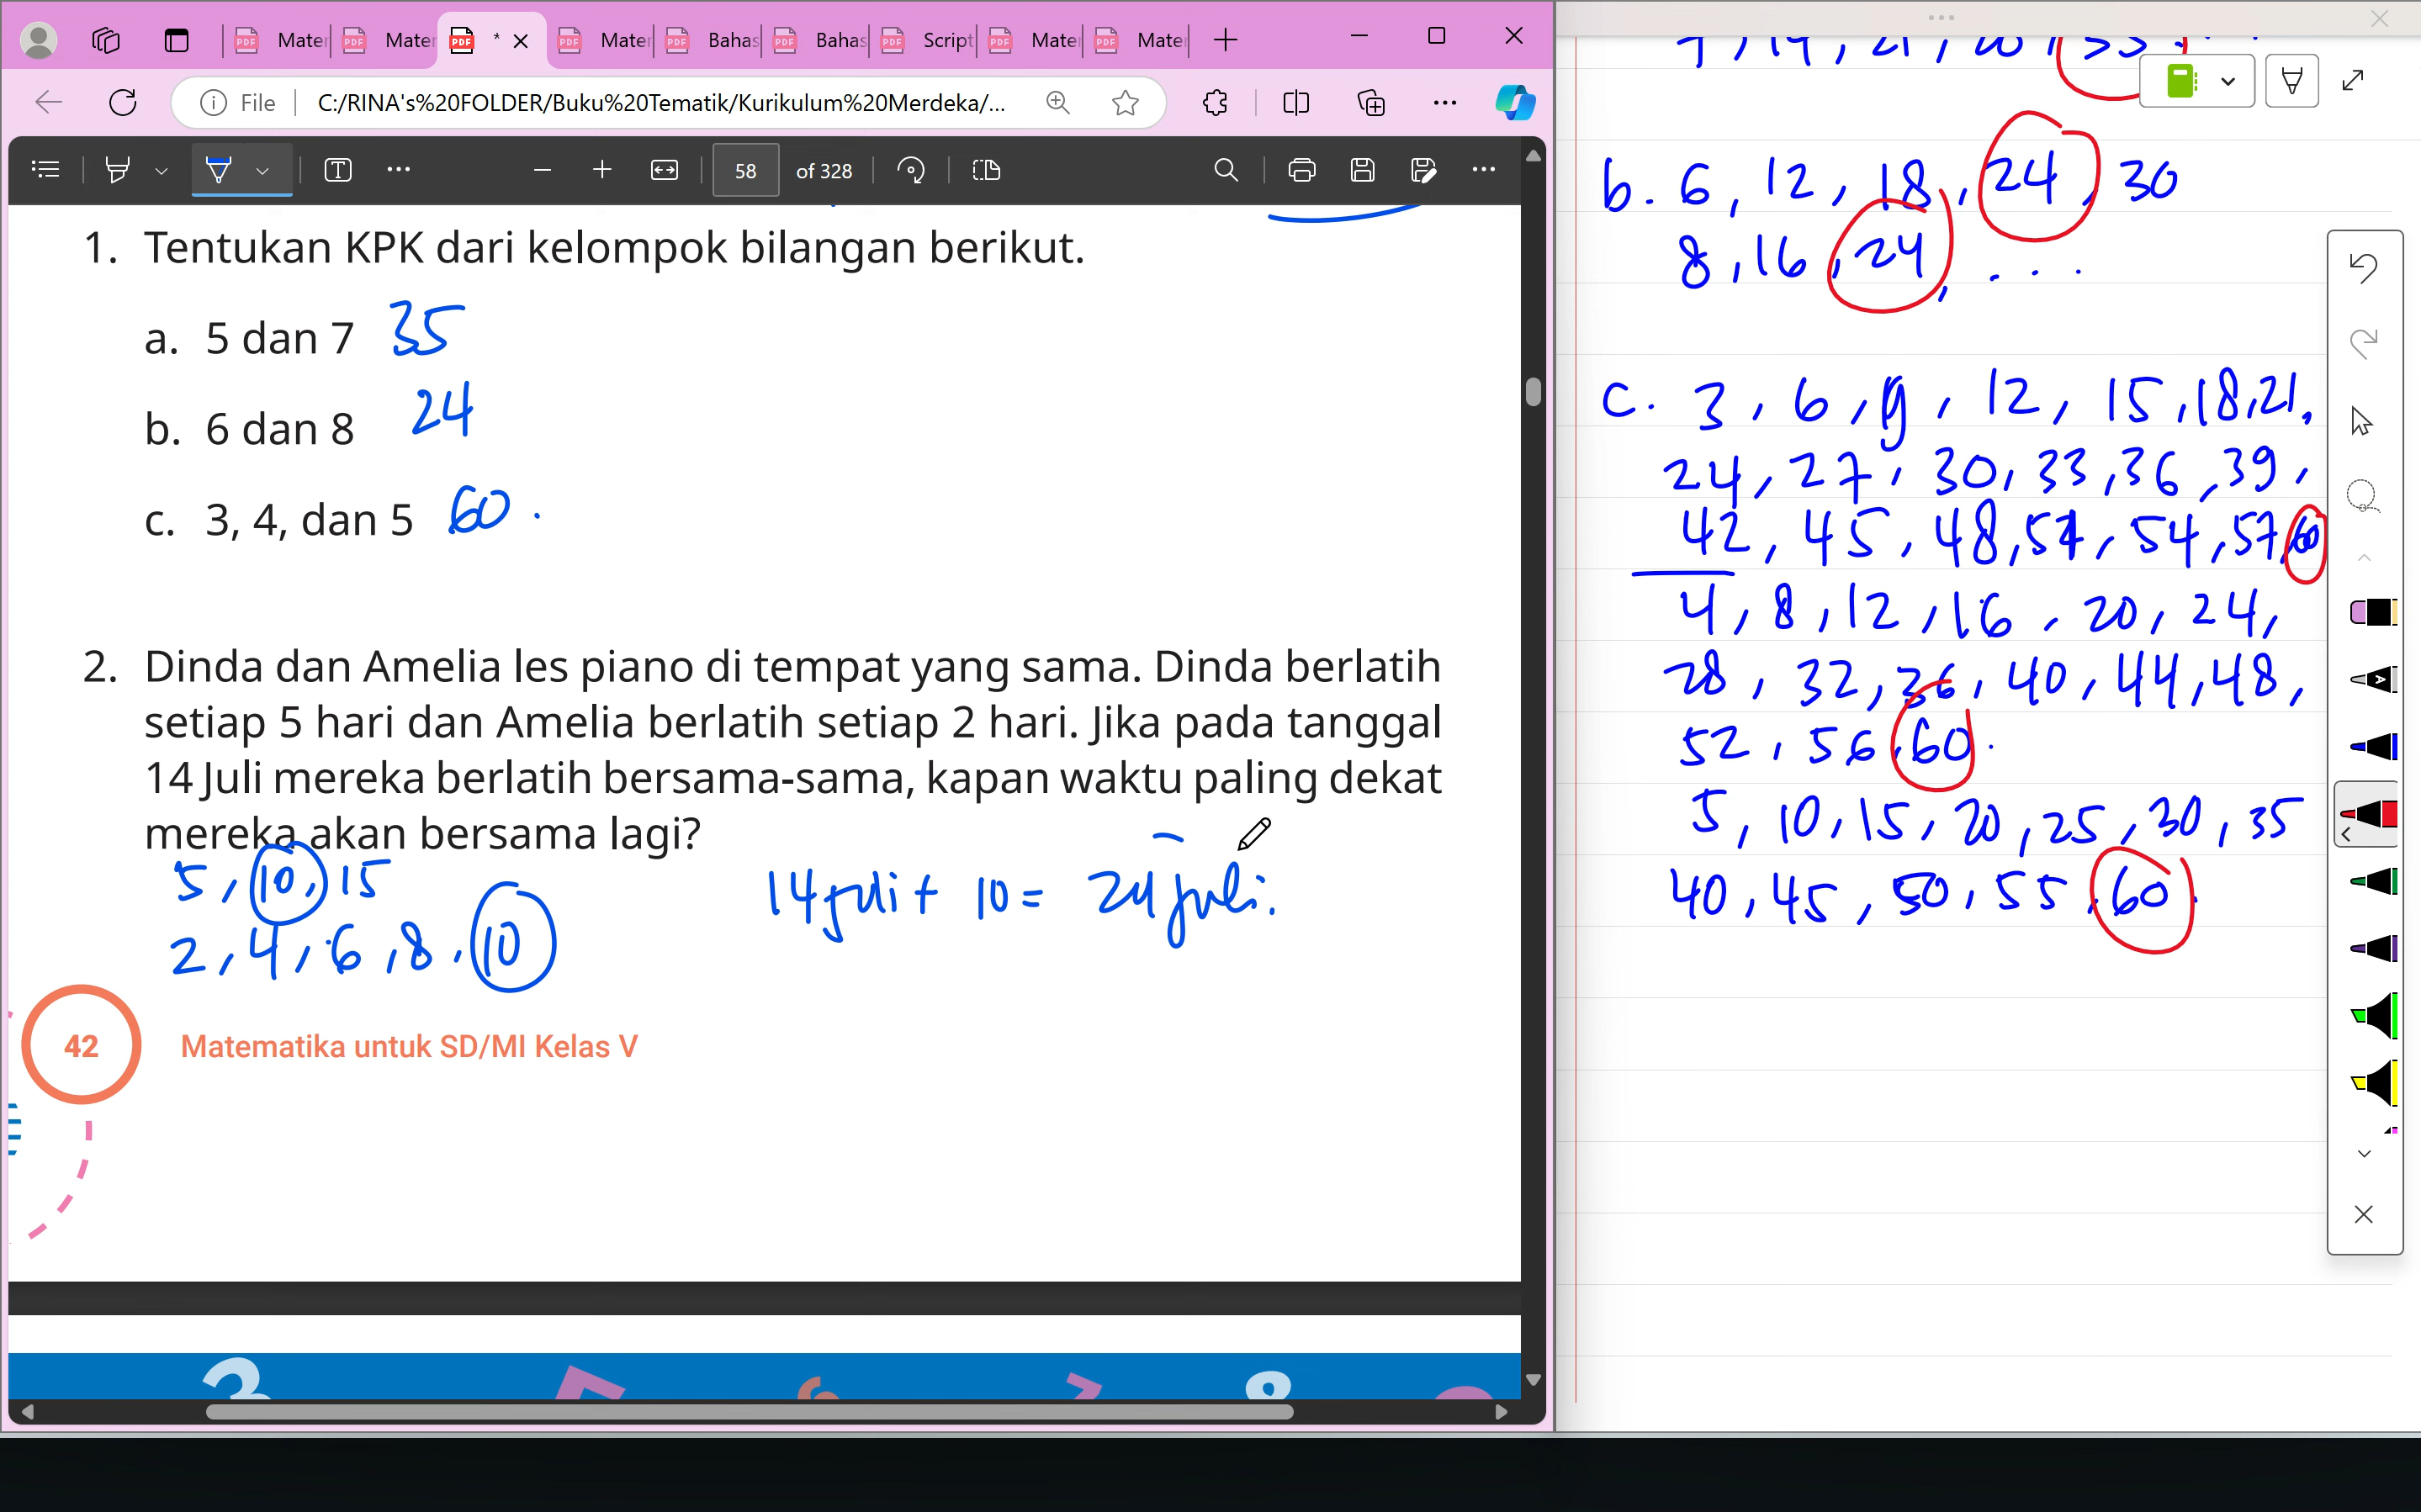 Mater
Mater
*
Mater
Bahas
Bahas
Script
Mater
Mater
File
C:/RINA's%20FOLDER/Buku%20Tematik/Kurikulum%20Merdeka/...
58 of 328
1. Tentukan KPK dari kelompok bilangan berikut.
a. 5 dan 7 35
b. 6 dan 8 24
c. 3, 4, dan 5 60.
2. Dinda dan Amelia les piano di tempat yang sama. Dinda berlatih
setiap 5 hari dan Amelia berlatih setiap 2 hari. Jika pada tanggal
14 Juli mereka berlatih bersama-sama, kapan waktu paling dekat
mereka akan bersama lagi?
5, 10, 15
2, 4, 6, 8, 10
14 juli + 10 = 24 juli.
42 Matematika untuk SD/MI Kelas V
3
8
b. 6, 12, 18, 24, 30
8, 16, 24, ...
c. 3, 6, 9, 12, 15, 18, 21,
24, 27, 30, 33, 36, 39,
42, 45, 48, 51, 54, 57, 60
4, 8, 12, 16, 20, 24,
28, 32, 36, 40, 44, 48,
52, 56, 60.
5, 10, 15, 20, 25, 30, 35
40, 45, 50, 55, 60.